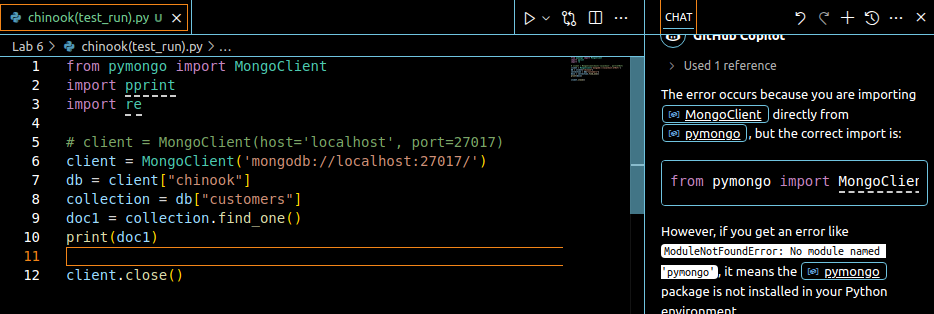 chinook(test_run).py U
CHAT
Lab 6 > chinook(test_run).py > ...
GitHub Copilot
> Used 1 reference
1 from pymongo import MongoClient
2 import pprint
3 import re
4
5 # client = MongoClient(host='localhost', port=27017)
6 client = MongoClient('mongodb://localhost:27017/')
7 db = client["chinook"]
8 collection = db["customers"]
9 doc1 = collection.find_one()
10 print(doc1)
11
12 client.close()
The error occurs because you are importing
MongoClient directly from
pymongo , but the correct import is:
from pymongo import MongoClien
However, if you get an error like
ModuleNotFoundError: No module named
'pymongo' , it means the pymongo
package is not installed in your Python
environment.